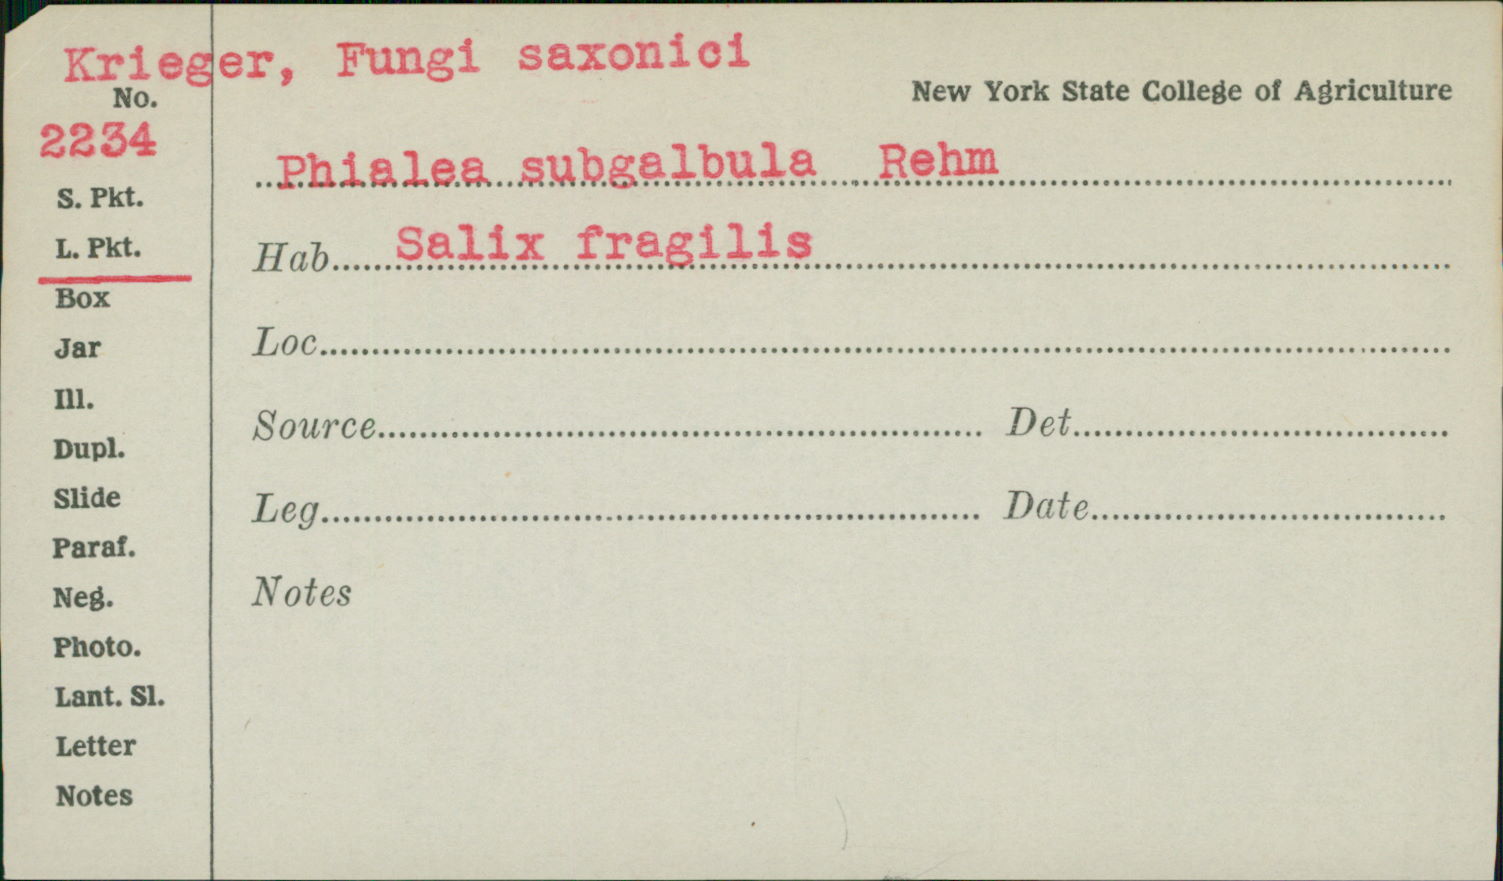 Krieger, Fungi saxonici
No.
New York State College of Agriculture
2234
Phialea subgalbula Rehm
S. Pkt.
L. Pkt.
Hab. Salix fragilis
Box
Jar
Loc.
Ill.
Source Det.
Dupl.
Slide
Leg. Date
Paraf.
Neg.
Notes
Photo.
Lant. Sl.
Letter
Notes